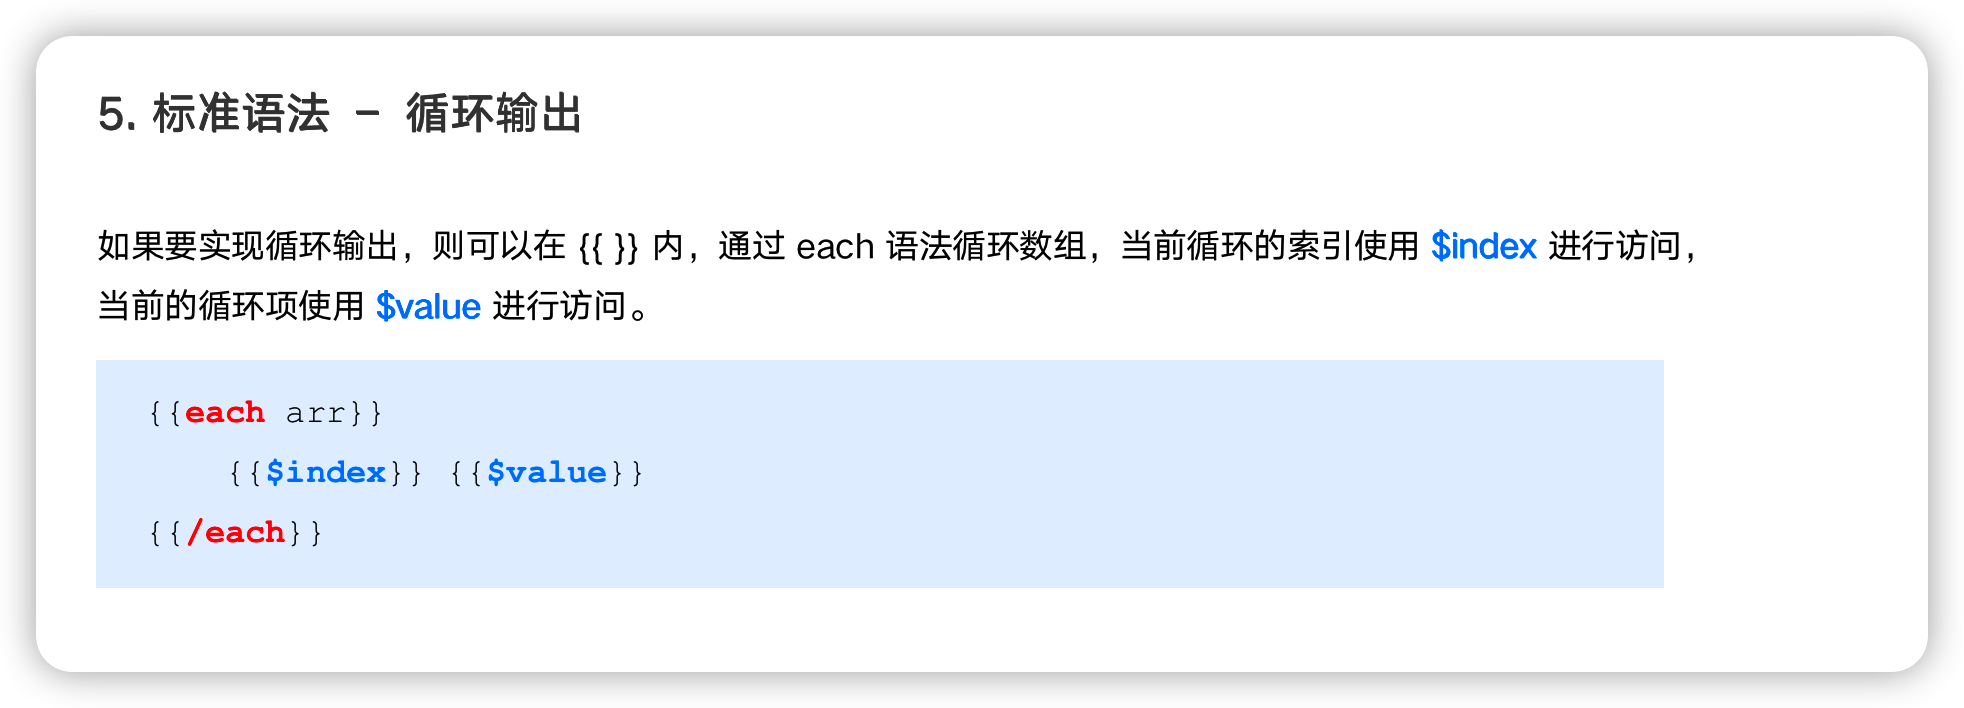 5. 标准语法 - 循环输出
如果要实现循环输出，则可以在 {{ }} 内，通过 each 语法循环数组，当前循环的索引使用 $index 进行访问，
当前的循环项使用 $value 进行访问。
{{each arr}}
{{$index}} {{$value}}
{{/each}}